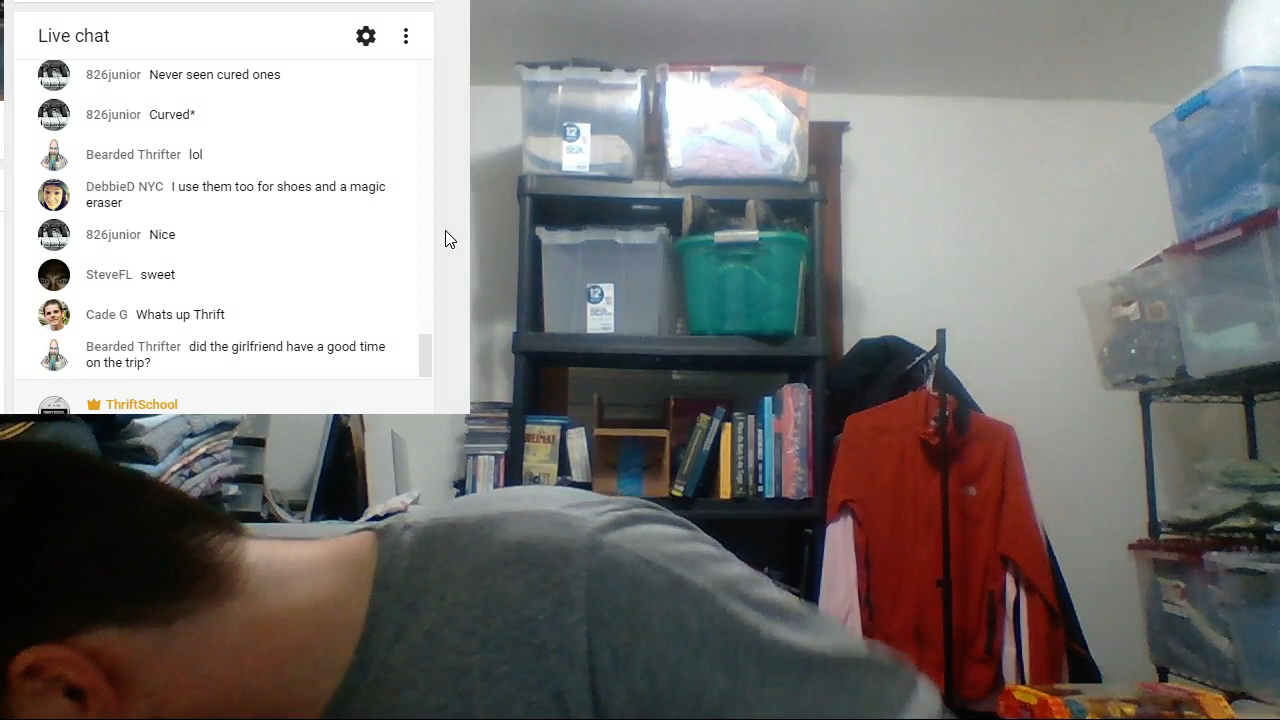 Live chat
826junior Never seen cured ones
826junior Curved*
Bearded Thrifter lol
DebbieD NYC I use them too for shoes and a magic
eraser
826junior Nice
SteveFL sweet
Cade G Whats up Thrift
Bearded Thrifter did the girlfriend have a good time
on the trip?
ThriftSchool
12
12